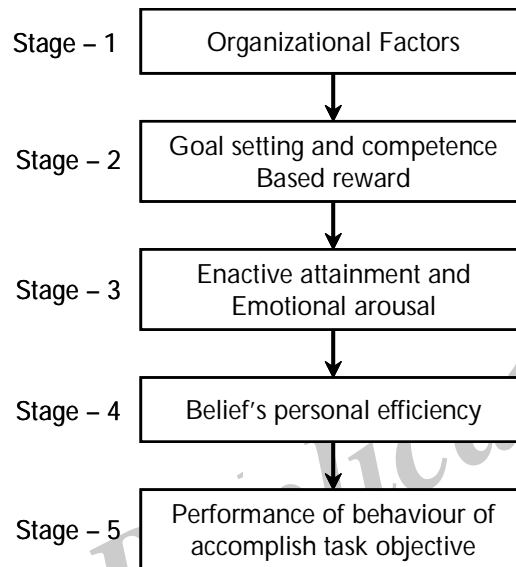 Stage – 1
Organizational Factors
Stage – 2
Goal setting and competence
Based reward
Stage – 3
Enactive attainment and
Emotional arousal
Stage – 4
Belief's personal efficiency
Stage – 5
Performance of behaviour of
accomplish task objective